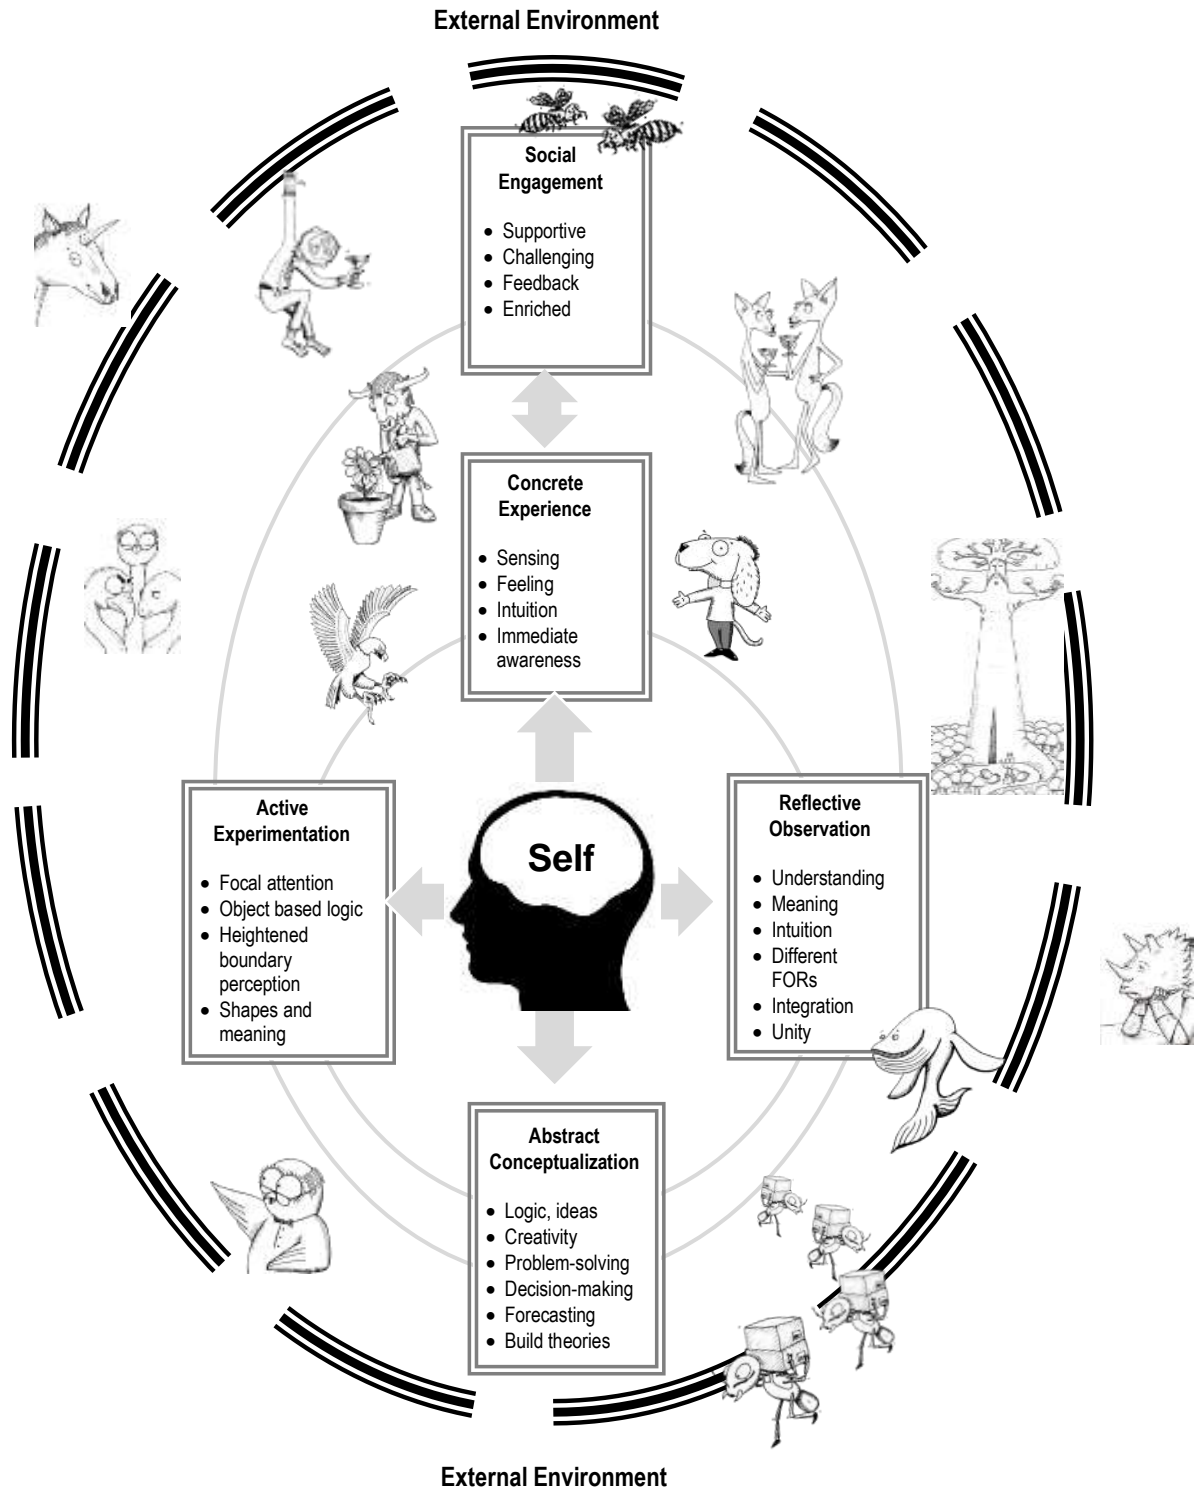 External Environment
Social
Engagement
• Supportive
• Challenging
• Feedback
• Enriched
Concrete
Experience
• Sensing
• Feeling
• Intuition
• Immediate
awareness
Active
Experimentation
• Focal attention
• Object based logic
• Heightened
boundary
perception
• Shapes and
meaning
Self
Reflective
Observation
• Understanding
• Meaning
• Intuition
• Different
FORs
• Integration
• Unity
Abstract
Conceptualization
• Logic, ideas
• Creativity
• Problem-solving
• Decision-making
• Forecasting
• Build theories
External Environment